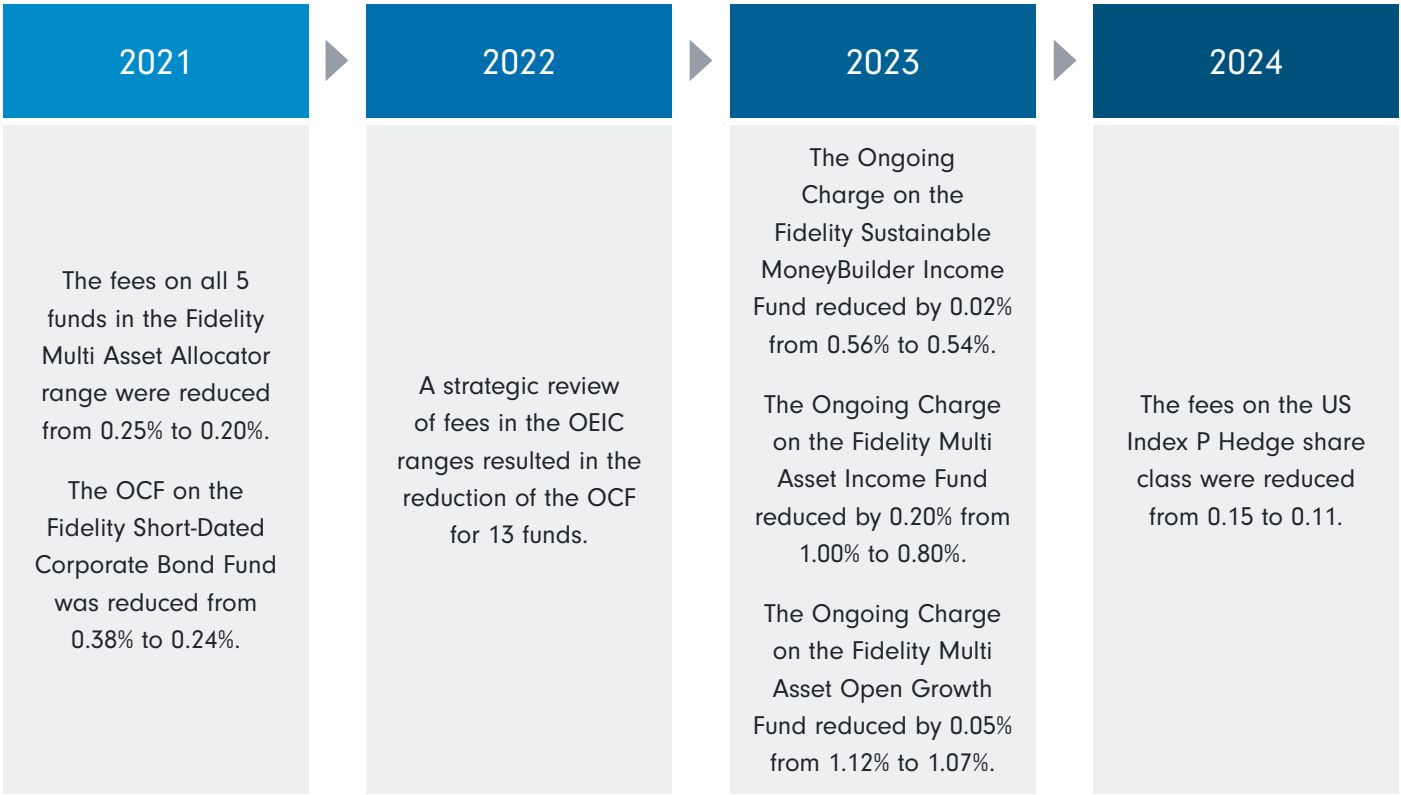 2021
The fees on all 5
funds in the Fidelity
Multi Asset Allocator
range were reduced
from 0.25% to 0.20%.
The OCF on the
Fidelity Short-Dated
Corporate Bond Fund
was reduced from
0.38% to 0.24%.
2022
A strategic review
of fees in the OEIC
ranges resulted in the
reduction of the OCF
for 13 funds.
2023
The Ongoing
Charge on the
Fidelity Sustainable
MoneyBuilder Income
Fund reduced by 0.02%
from 0.56% to 0.54%.
The Ongoing Charge
on the Fidelity Multi
Asset Income Fund
reduced by 0.20% from
1.00% to 0.80%.
The Ongoing Charge
on the Fidelity Multi
Asset Open Growth
Fund reduced by 0.05%
from 1.12% to 1.07%.
2024
The fees on the US
Index P Hedge share
class were reduced
from 0.15 to 0.11.